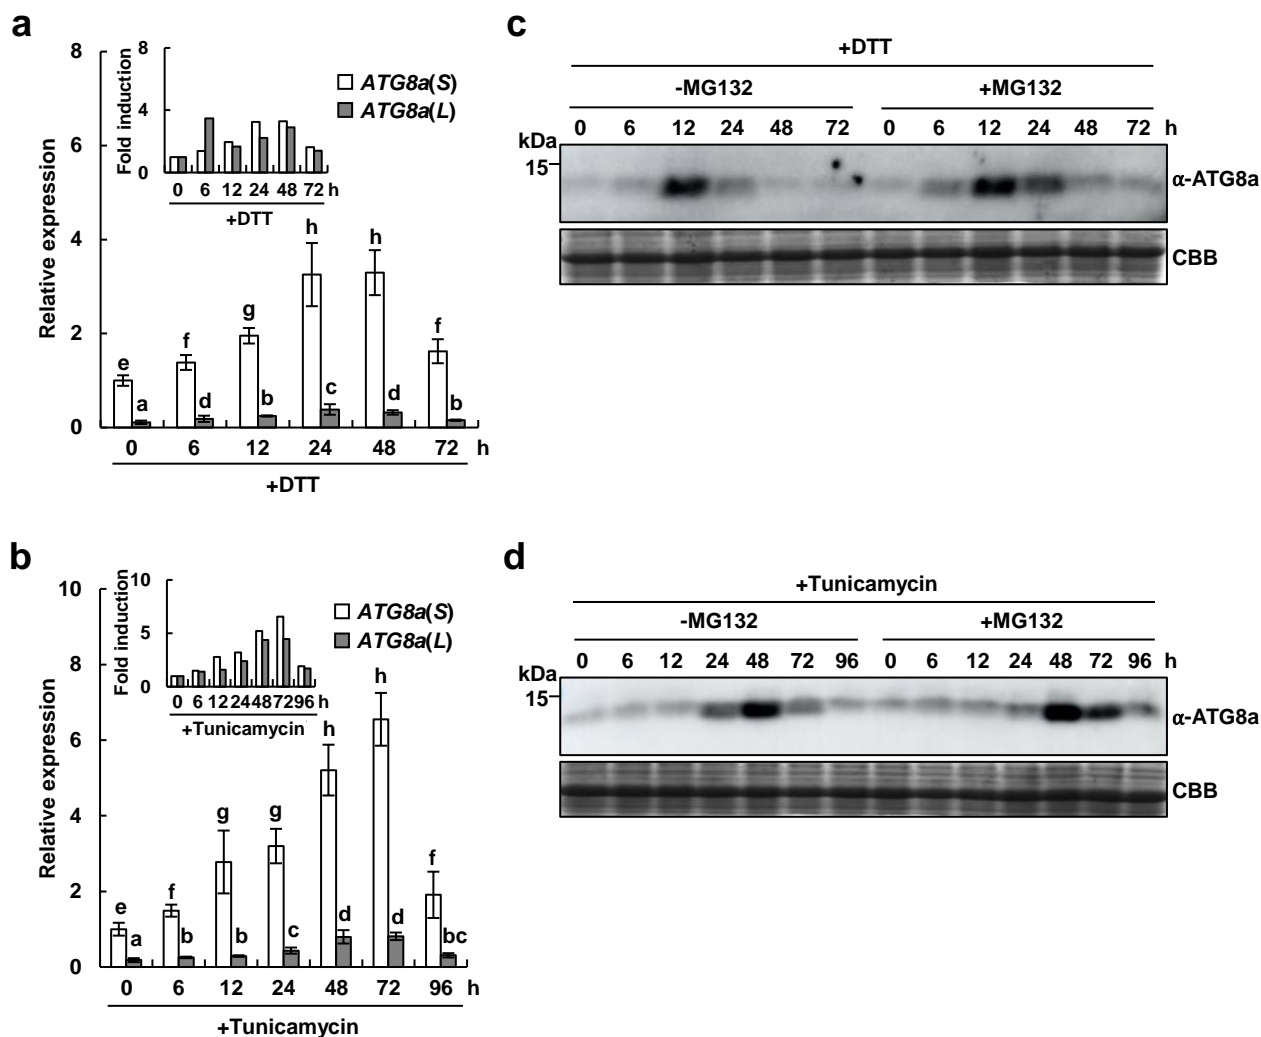 a
8
6
4
2
0
Relative expression
8
4
0
Fold induction
0 6 12 24 48 72 h
+DTT
ATG8a(S)
ATG8a(L)
e a f d g b h c h d f b
0 6 12 24 48 72 h
+DTT
c
+DTT
-MG132 +MG132
0 6 12 24 48 72 0 6 12 24 48 72 h
kDa
15
α-ATG8a
CBB
b
10
8
6
4
2
0
Relative expression
10
5
0
Fold induction
0 6 12 24 48 72 96 h
+Tunicamycin
ATG8a(S)
ATG8a(L)
e a f b g b g c h d h d f bc
0 6 12 24 48 72 96 h
+Tunicamycin
d
+Tunicamycin
-MG132 +MG132
0 6 12 24 48 72 96 0 6 12 24 48 72 96 h
kDa
15
α-ATG8a
CBB